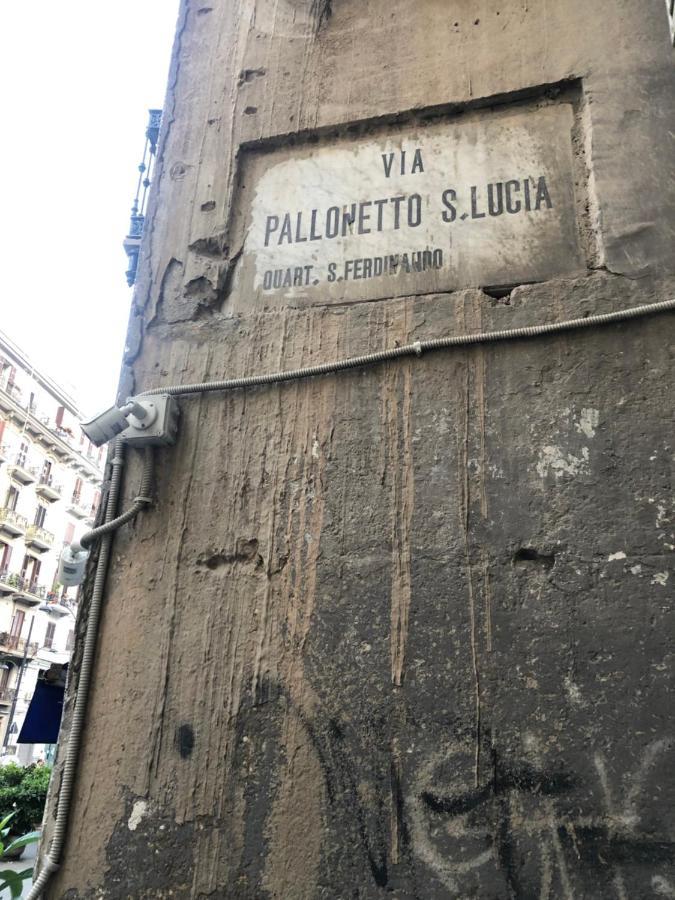 VIA
PALLONETTO S. LUCIA
QUART. S. FERDINANDO